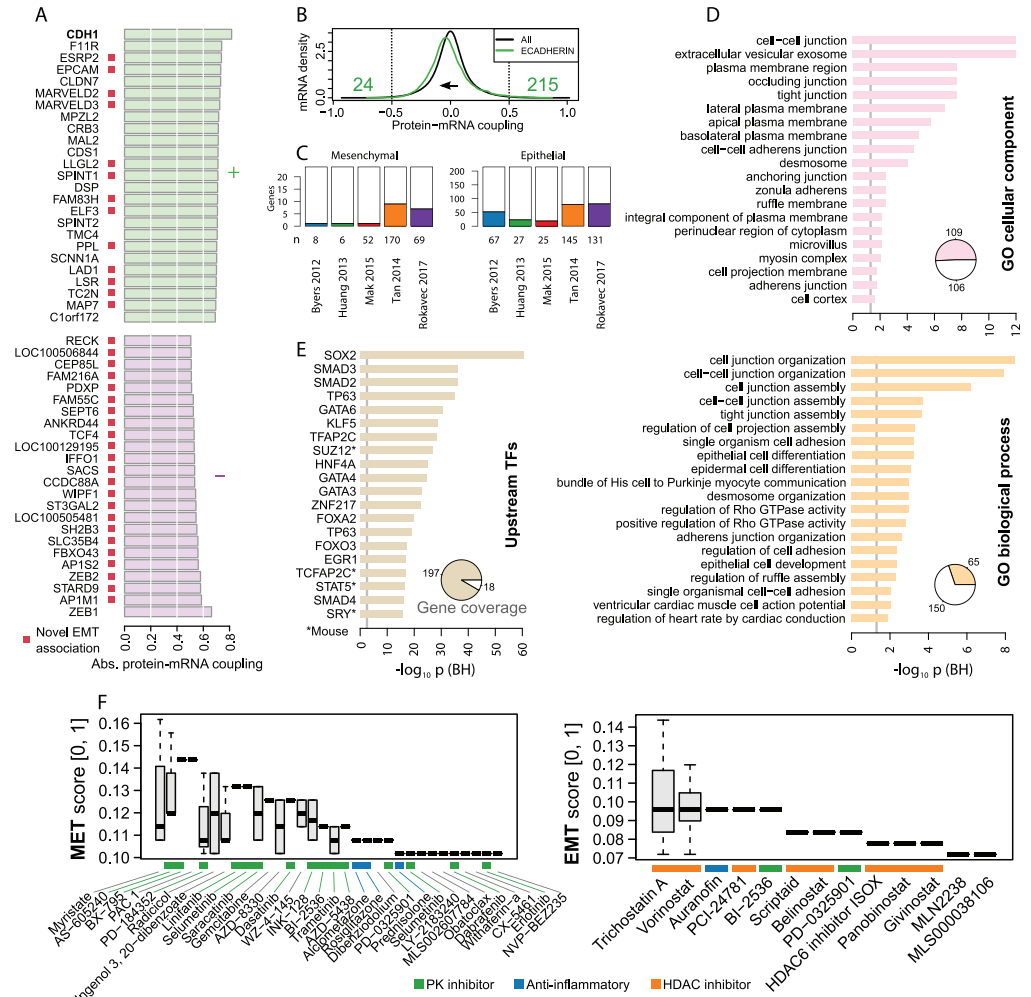 A
CDH1
F11R
ESRP2
EPCAM
CLDN7
MARVELD2
MARVELD3
MPZL2
CRB3
MAL2
CDS1
LLGL2
SPINT1
DSP
FAM83H
ELF3
SPINT2
TMC4
PPL
SCNN1A
LAD1
LSR
TC2N
MAP7
C1orf172
+
RECK
LOC100506844
CEP85L
FAM216A
PDXP
FAM55C
SEPT6
ANKRD44
TCF4
LOC100129195
IFFO1
SACS
CCDC88A
WIPF1
ST3GAL2
LOC100505481
SH2B3
SLC35B4
FBXO43
AP1S2
ZEB2
STARD9
AP1M1
ZEB1
−
Novel EMT
association
0.0 0.2 0.4 0.6 0.8
Abs. protein-mRNA coupling
B
mRNA density
0.0 2.5
All
ECADHERIN
24
215
−1.0 −0.5 0.0 0.5 1.0
Protein-mRNA coupling
C
Mesenchymal Epithelial
Genes
20
15
10
5
0
200
150
100
50
0
n 8 6 52 170 69 67 27 25 145 131
Byers 2012
Huang 2013
Mak 2015
Tan 2014
Rokavec 2017
Byers 2012
Huang 2013
Mak 2015
Tan 2014
Rokavec 2017
D
cell−cell junction
extracellular vesicular exosome
plasma membrane region
occluding junction
tight junction
lateral plasma membrane
apical plasma membrane
basolateral plasma membrane
cell−cell adherens junction
desmosome
anchoring junction
zonula adherens
ruffle membrane
integral component of plasma membrane
perinuclear region of cytoplasm
microvillus
myosin complex
cell projection membrane
adherens junction
cell cortex
109
106
0 2 4 6 8 10 12
GO cellular component
cell junction organization
cell−cell junction organization
cell junction assembly
cell−cell junction assembly
tight junction assembly
regulation of cell projection assembly
single organism cell adhesion
epithelial cell differentiation
epidermal cell differentiation
bundle of His cell to Purkinje myocyte communication
desmosome organization
regulation of Rho GTPase activity
positive regulation of Rho GTPase activity
adherens junction organization
regulation of cell adhesion
epithelial cell development
regulation of ruffle assembly
single organismal cell−cell adhesion
ventricular cardiac muscle cell action potential
regulation of heart rate by cardiac conduction
65
150
0 2 4 6 8
-log10 p (BH)
GO biological process
E
SOX2
SMAD3
SMAD2
TP63
GATA6
KLF5
TFAP2C
SUZ12*
HNF4A
GATA4
GATA3
ZNF217
FOXA2
TP63
FOXO3
EGR1
TCFAP2C*
STAT5*
SMAD4
SRY*
*Mouse
197
18
Gene coverage
Upstream TFs
0 10 20 30 40 50 60
-log10 p (BH)
F
MET score [0, 1]
0.16
0.15
0.14
0.13
0.12
0.11
0.10
Myristate
AS-605240
BX-795
PAC 1
PD-184352
Radicicol
Ingenol 3, 20-dibenzoate
Linifanib
Selumetinib
Saracatinib
Gemcitabine
AZD-8330
Dasatinib
WZ-4-145
INK-128
BI-2536
Trametinib
AZD-5438
Alclometazone
Rosiglitazone
Dibenzazolium
PD-0325901
Prednisolone
Selumetinib
LY-2183240
MLS002607784
Obatoclax
Dabrafenib
Withaferin-a
CX-5461
Erlotinib
NVP-BEZ235
EMT score [0, 1]
0.14
0.13
0.12
0.11
0.10
0.09
0.08
0.07
Trichostatin A
Vorinostat
Auranofin
PCI-24781
BI-2536
Scriptaid
Belinostat
PD-0325901
HDAC6 inhibitor ISOX
Panobinostat
Givinostat
MLN2238
MLS000038106
PK inhibitor
Anti-inflammatory
HDAC inhibitor